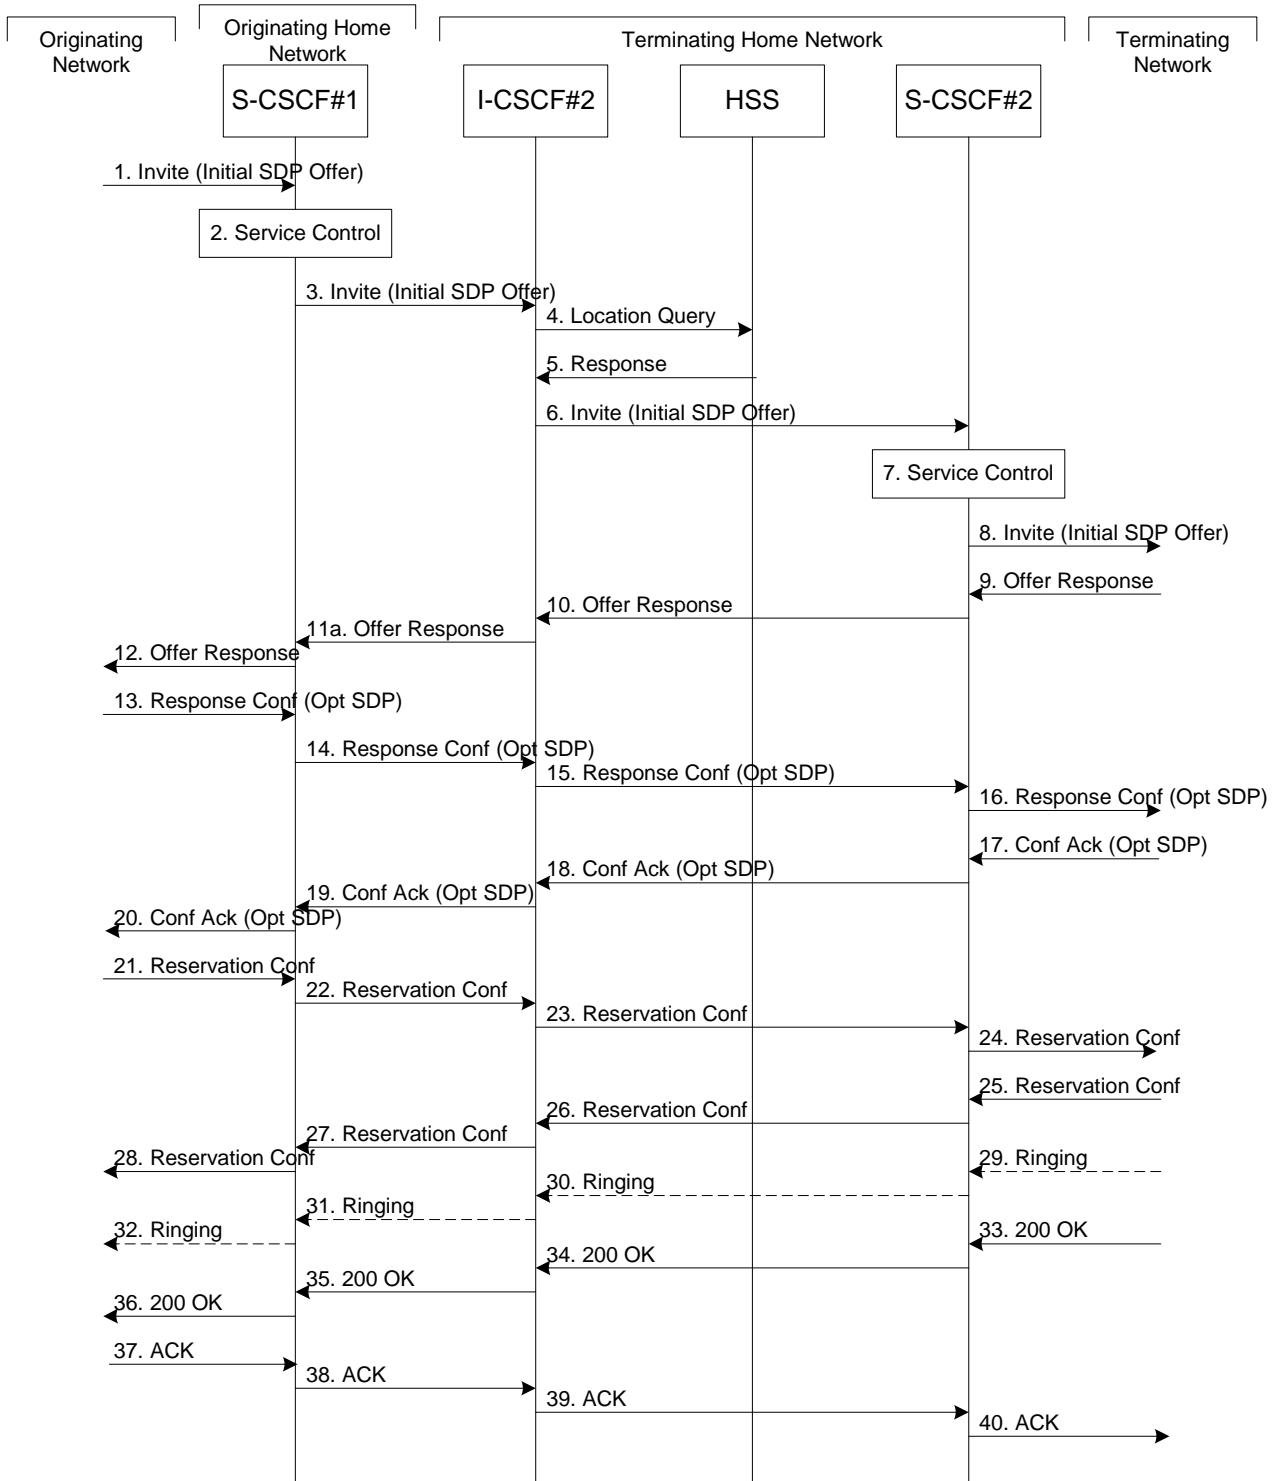 Originating
Network
Originating Home
Network
Terminating Home Network
Terminating
Network
S-CSCF#1
I-CSCF#2
HSS
S-CSCF#2
1. Invite (Initial SDP Offer)
2. Service Control
3. Invite (Initial SDP Offer)
4. Location Query
5. Response
6. Invite (Initial SDP Offer)
7. Service Control
8. Invite (Initial SDP Offer)
9. Offer Response
10. Offer Response
11a. Offer Response
12. Offer Response
13. Response Conf (Opt SDP)
14. Response Conf (Opt SDP)
15. Response Conf (Opt SDP)
16. Response Conf (Opt SDP)
17. Conf Ack (Opt SDP)
18. Conf Ack (Opt SDP)
19. Conf Ack (Opt SDP)
20. Conf Ack (Opt SDP)
21. Reservation Conf
22. Reservation Conf
23. Reservation Conf
24. Reservation Conf
25. Reservation Conf
26. Reservation Conf
27. Reservation Conf
28. Reservation Conf
29. Ringing
30. Ringing
31. Ringing
32. Ringing
33. 200 OK
34. 200 OK
35. 200 OK
36. 200 OK
37. ACK
38. ACK
39. ACK
40. ACK